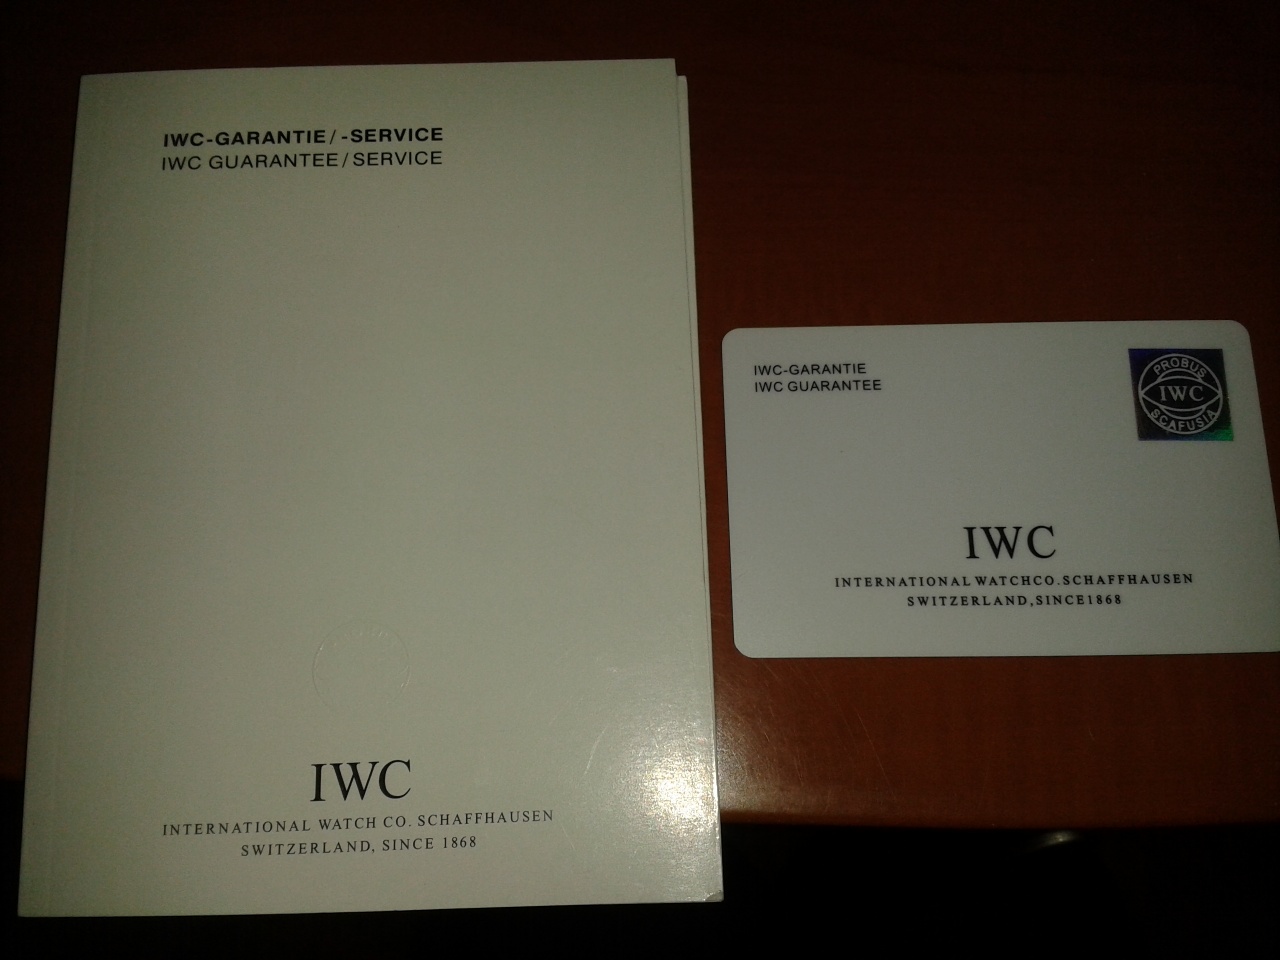 IWC-GARANTIE/-SERVICE
IWC GUARANTEE/SERVICE
IWC
INTERNATIONAL WATCH CO. SCHAFFHAUSEN
SWITZERLAND, SINCE 1868
IWC-GARANTIE
IWC GUARANTEE
PROBUS
IWC
SCAFUSIA
IWC
INTERNATIONAL WATCHCO.SCHAFFHAUSEN
SWITZERLAND,SINCE1868